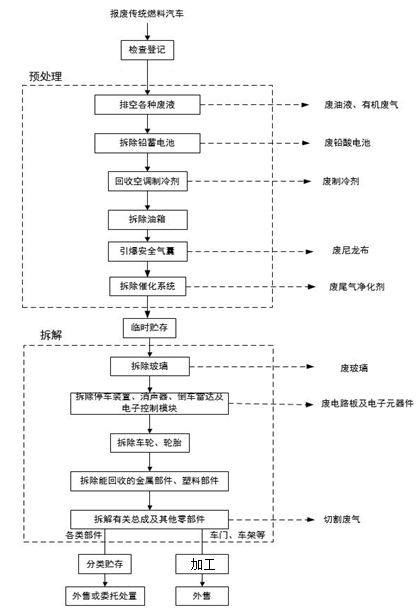 报废传统燃料汽车
检查登记
预处理
排空各种废液
废油液、有机废气
拆除铅蓄电池
废铅酸电池
回收空调制冷剂
废制冷剂
拆除油箱
引爆安全气囊
废尼龙布
拆除催化系统
废尾气净化剂
临时贮存
拆解
拆除玻璃
废玻璃
拆除停车装置、消声器、倒车雷达及
电子控制模块
废电路板及电子元器件
拆除车轮、轮胎
拆除能回收的金属部件、塑料部件
拆解有关总成及其他零部件
切割废气
各类部件
车门、车架等
分类贮存
加工
外售或委托处置
外售